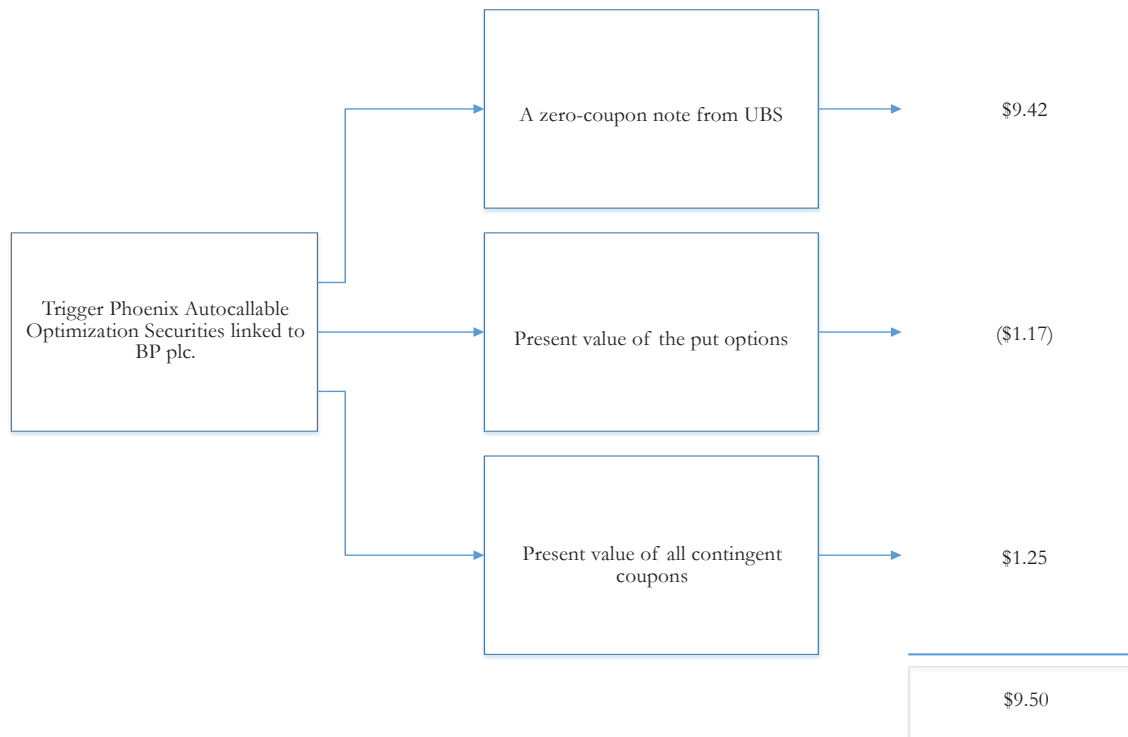 A zero-coupon note from UBS
$9.42
Trigger Phoenix Autocallable
Optimization Securities linked to
BP plc.
Present value of the put options
($1.17)
Present value of all contingent
coupons
$1.25
$9.50